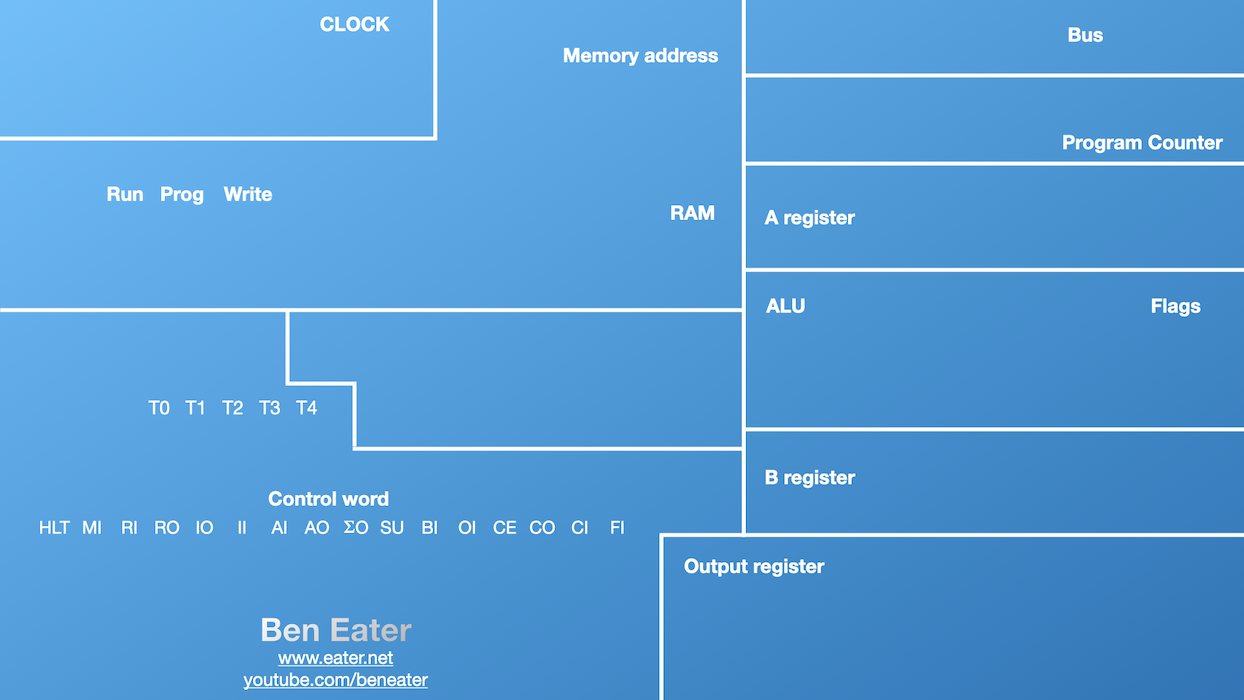 CLOCK
Memory address
Bus
Program Counter
Run Prog Write
RAM
A register
ALU
Flags
T0 T1 T2 T3 T4
B register
Control word
HLT MI RI RO IO II AI AO ΣO SU BI OI CE CO CI FI
Output register
Ben Eater
www.eater.net
youtube.com/beneater